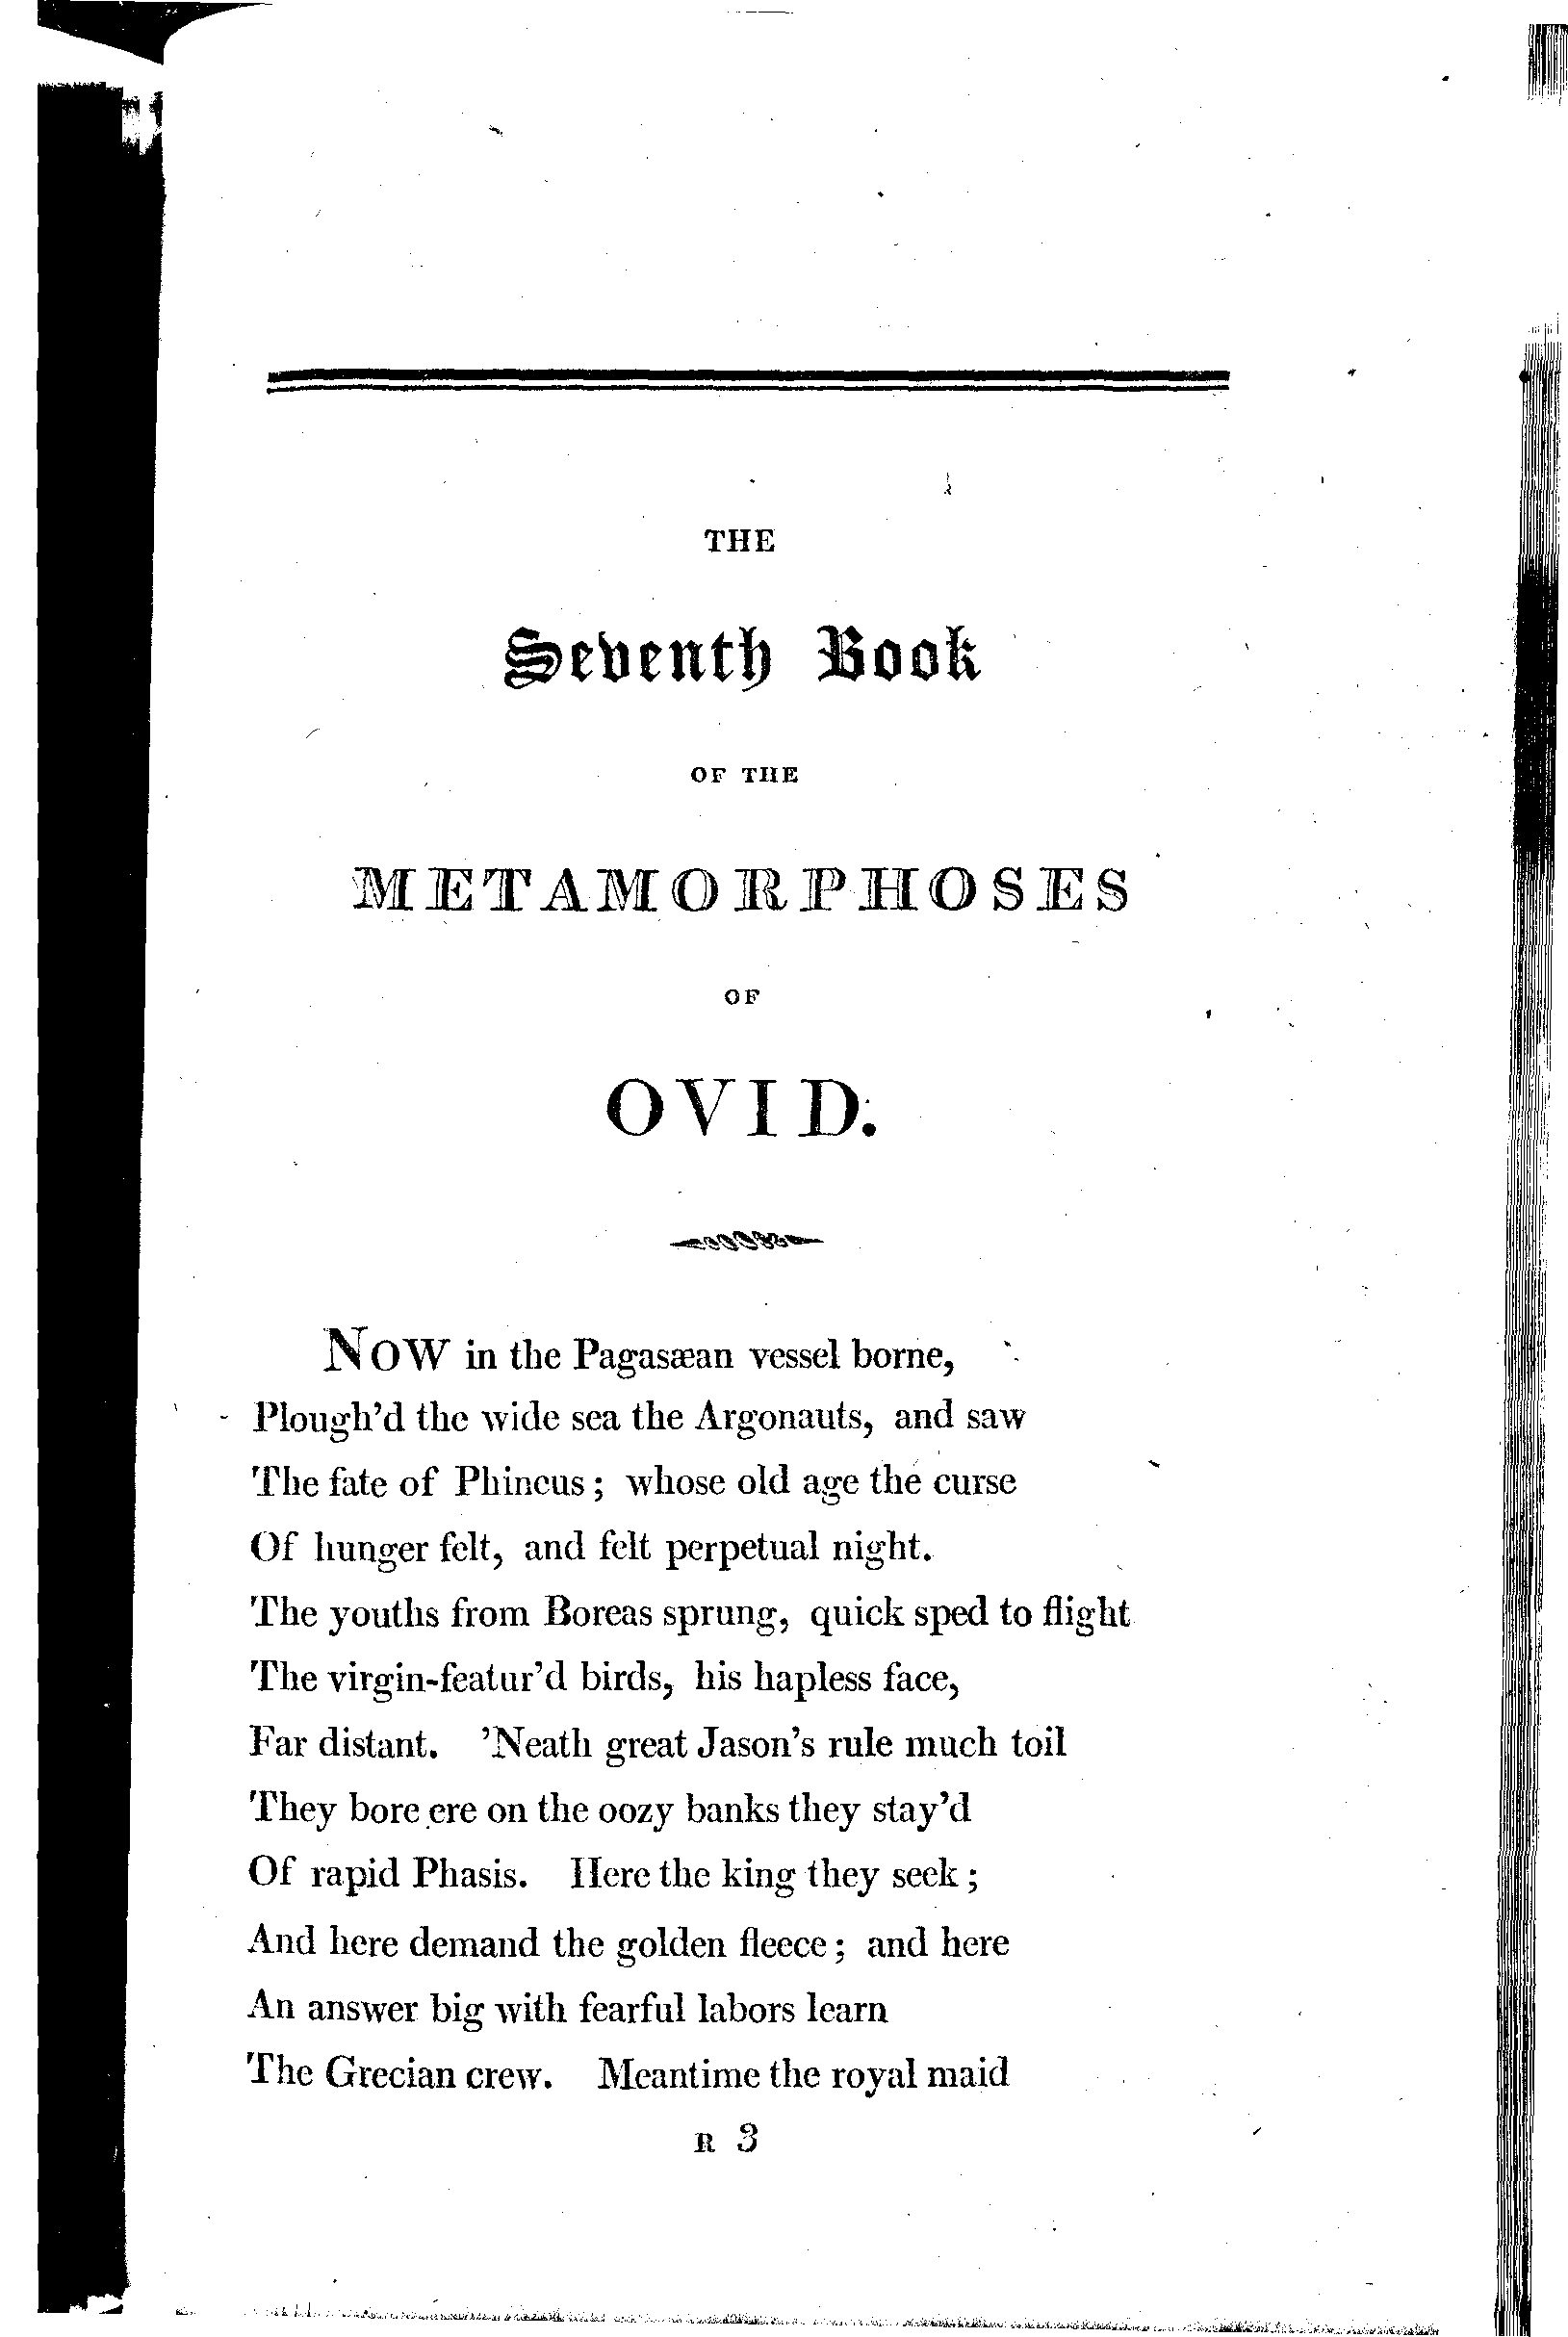 THE
Seventh Book
OF THE
METAMORPHOSES
OF
OVID.
NOW in the Pagasæan vessel borne,
Plough'd the wide sea the Argonauts, and saw
The fate of Phineus; whose old age the curse
Of hunger felt, and felt perpetual night.
The youths from Boreas sprung, quick sped to flight
The virgin-featur'd birds, his hapless face,
Far distant. 'Neath great Jason's rule much toil
They bore ere on the oozy banks they stay'd
Of rapid Phasis. Here the king they seek;
And here demand the golden fleece; and here
An answer big with fearful labors learn
The Grecian crew. Meantime the royal maid
R 3